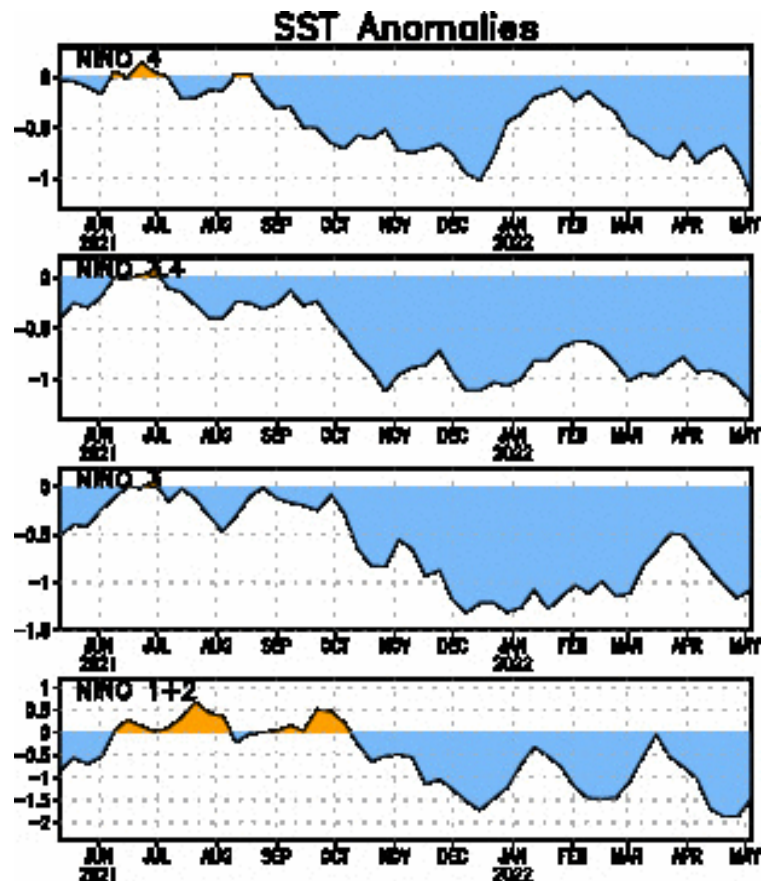 SST Anomalies
NINO 4
0
-0.5
-1
JUN JUL AUG SEP OCT NOV DEC JAN FEB MAR APR MAY
2021 2022
NINO 3.4
0
-0.5
-1
JUN JUL AUG SEP OCT NOV DEC JAN FEB MAR APR MAY
2021 2022
NINO 3
0
-0.5
-1
-1.5
JUN JUL AUG SEP OCT NOV DEC JAN FEB MAR APR MAY
2021 2022
NINO 1+2
1
0.5
0
-0.5
-1
-1.5
-2
JUN JUL AUG SEP OCT NOV DEC JAN FEB MAR APR MAY
2021 2022